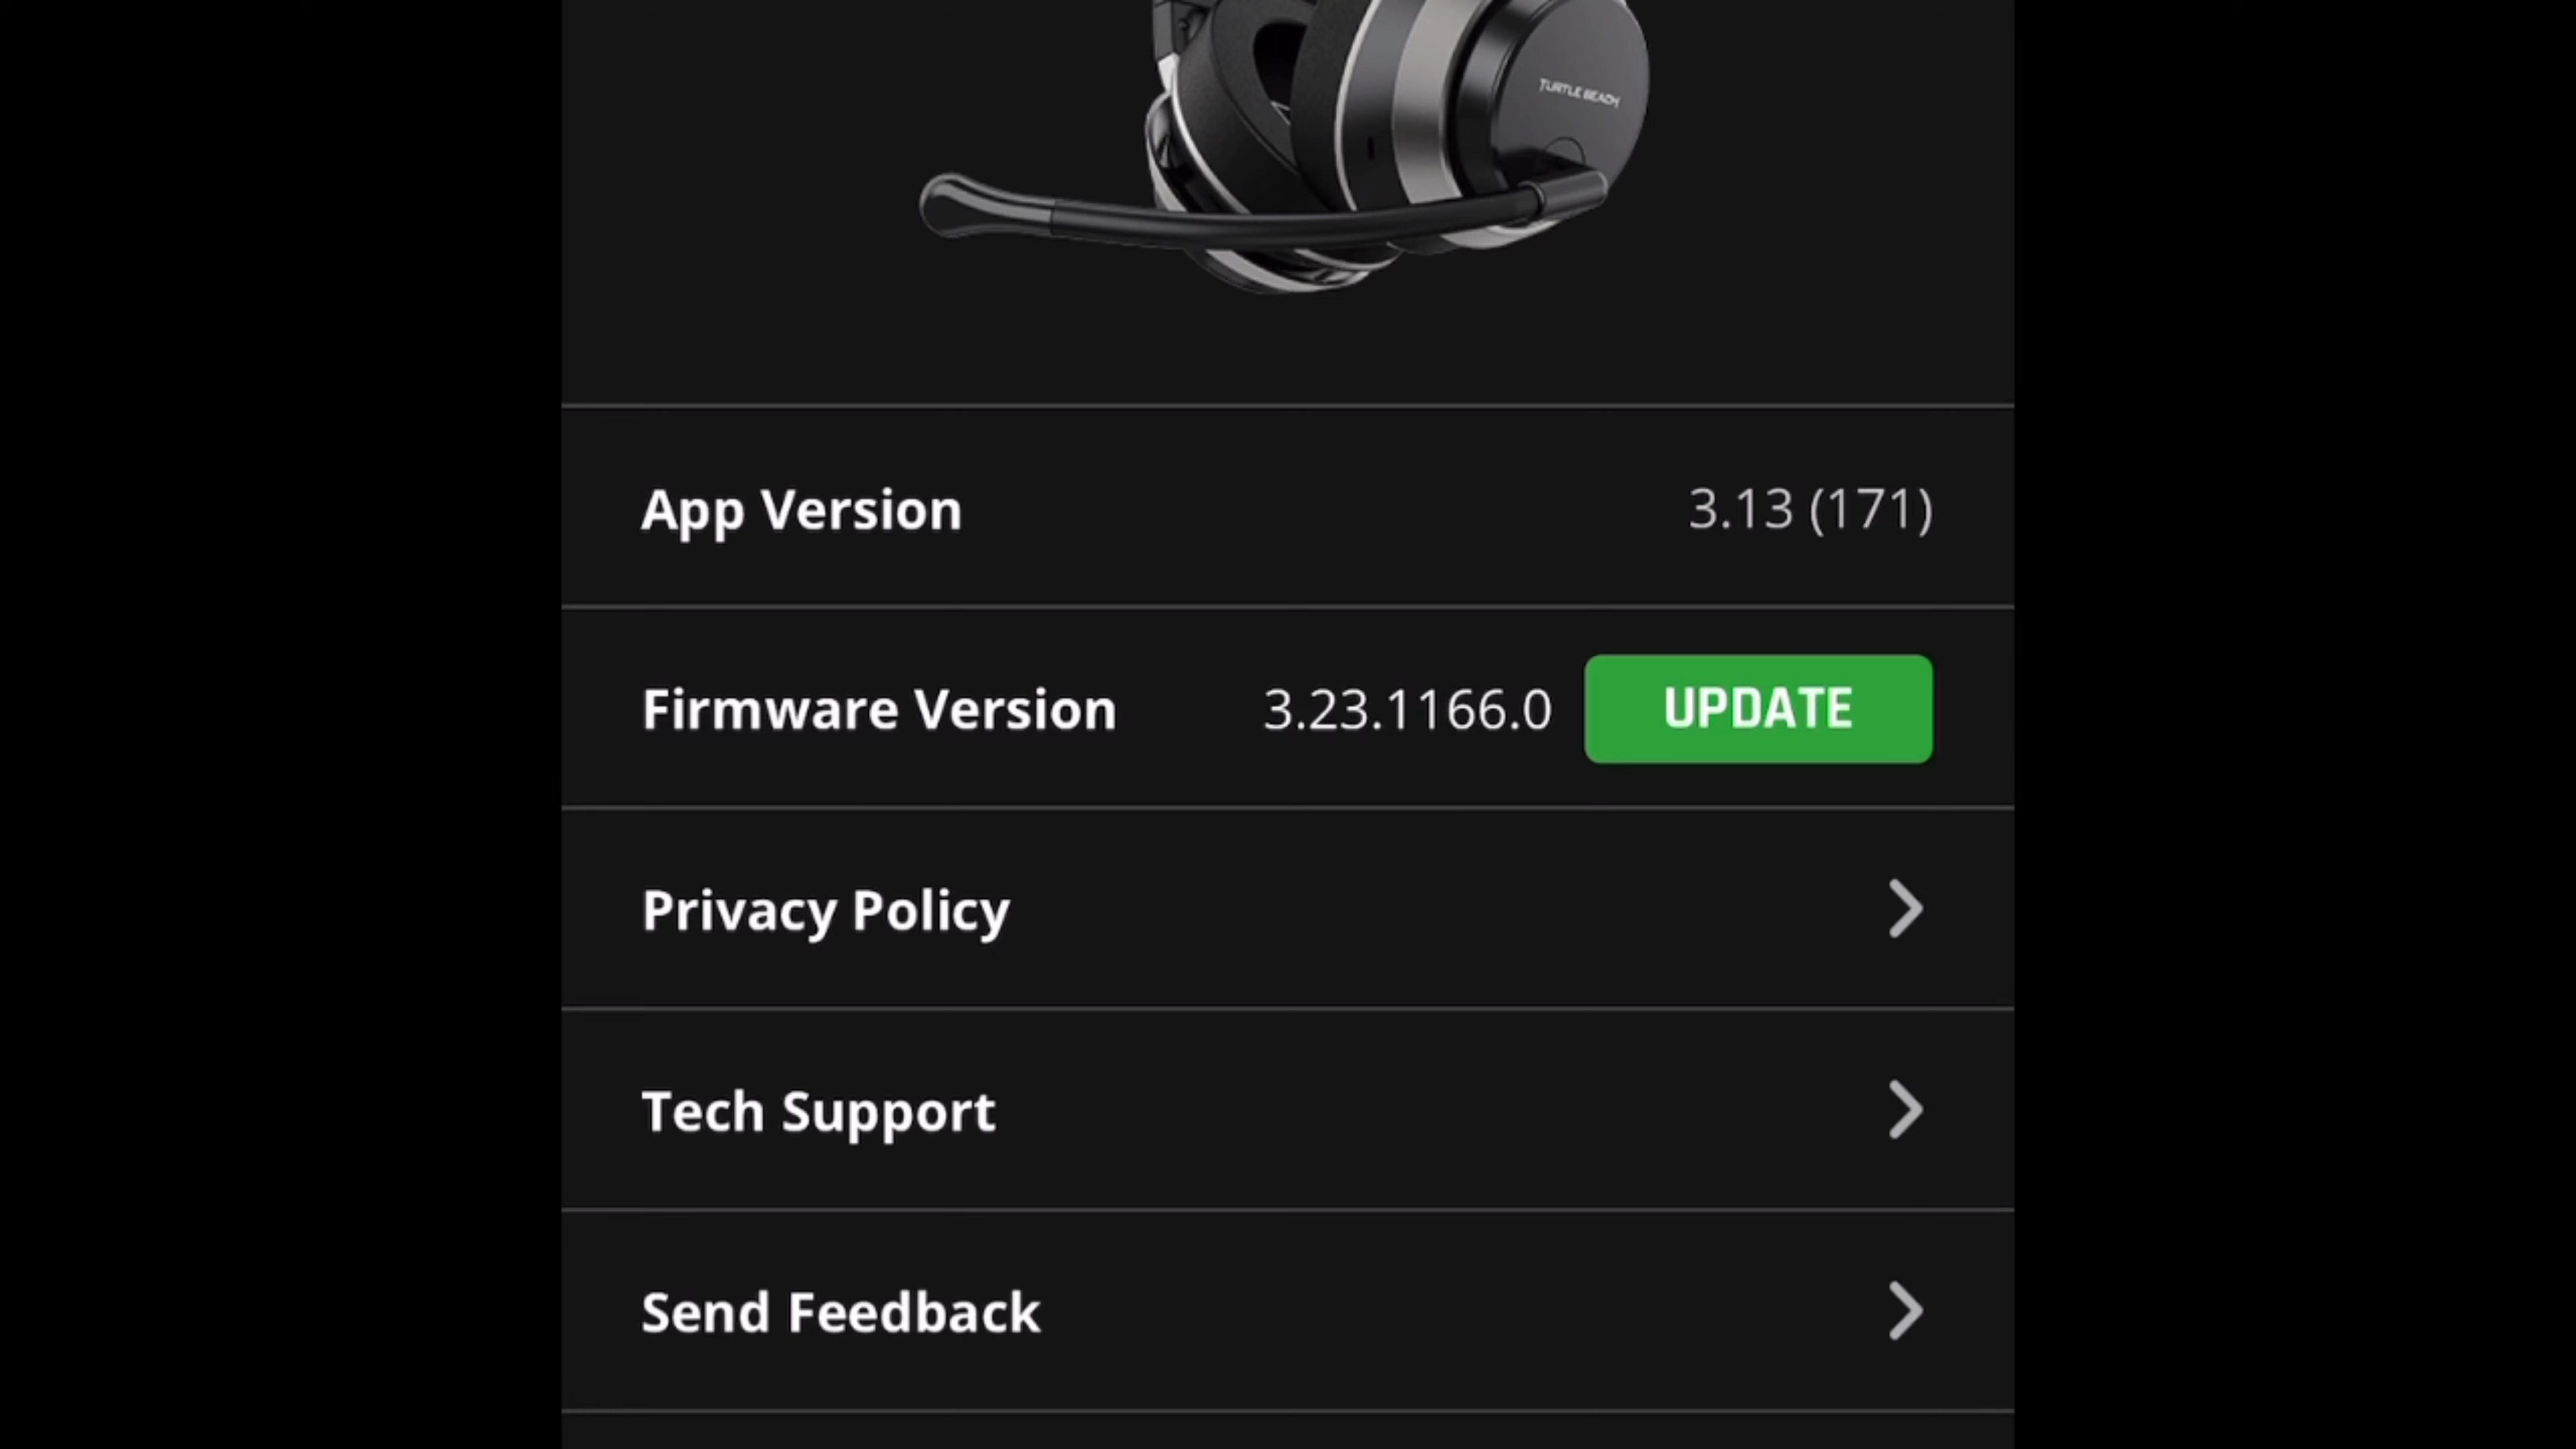 TURTLE BEACH
App Version 3.13 (171)
Firmware Version 3.23.1166.0 UPDATE
Privacy Policy
Tech Support
Send Feedback